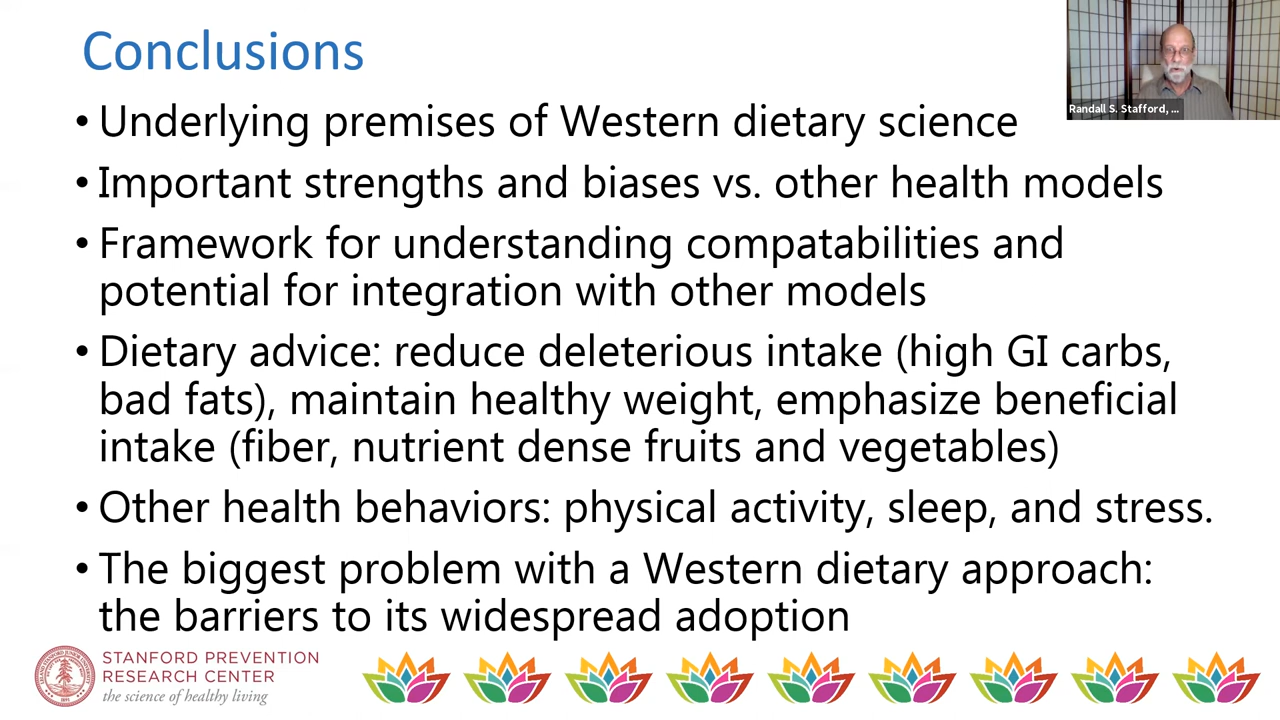 Conclusions
Randall S. Stafford, ...
• Underlying premises of Western dietary science
• Important strengths and biases vs. other health models
• Framework for understanding compatabilities and
potential for integration with other models
• Dietary advice: reduce deleterious intake (high GI carbs,
bad fats), maintain healthy weight, emphasize beneficial
intake (fiber, nutrient dense fruits and vegetables)
• Other health behaviors: physical activity, sleep, and stress.
• The biggest problem with a Western dietary approach:
the barriers to its widespread adoption
STANFORD PREVENTION
RESEARCH CENTER
the science of healthy living